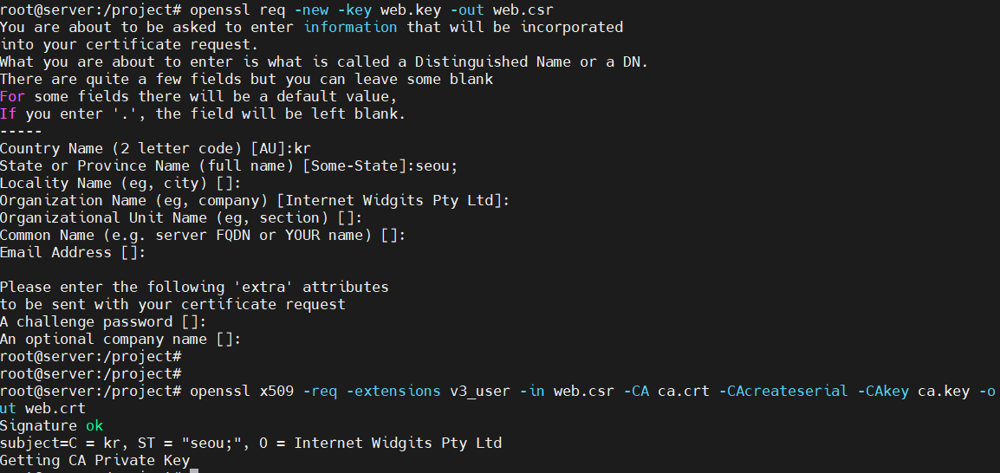 root@server:/project# openssl req -new -key web.key -out web.csr
You are about to be asked to enter information that will be incorporated
into your certificate request.
What you are about to enter is what is called a Distinguished Name or a DN.
There are quite a few fields but you can leave some blank
For some fields there will be a default value,
If you enter '.', the field will be left blank.
-----
Country Name (2 letter code) [AU]:kr
State or Province Name (full name) [Some-State]:seou;
Locality Name (eg, city) []:
Organization Name (eg, company) [Internet Widgits Pty Ltd]:
Organizational Unit Name (eg, section) []:
Common Name (e.g. server FQDN or YOUR name) []:
Email Address []:
Please enter the following 'extra' attributes
to be sent with your certificate request
A challenge password []:
An optional company name []:
root@server:/project#
root@server:/project#
root@server:/project# openssl x509 -req -extensions v3_user -in web.csr -CA ca.crt -CAcreateserial -CAkey ca.key -o
ut web.crt
Signature ok
subject=C = kr, ST = "seou;", O = Internet Widgits Pty Ltd
Getting CA Private Key